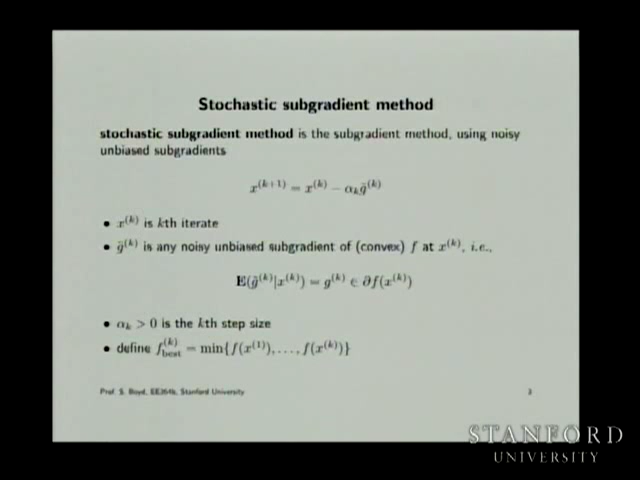 Stochastic subgradient method
stochastic subgradient method is the subgradient method, using noisy
unbiased subgradients
x^{(k+1)} = x^{(k)} − α_k g̃^{(k)}
• x^{(k)} is kth iterate
• g̃^{(k)} is any noisy unbiased subgradient of (convex) f at x^{(k)}, i.e.,
E(g̃^{(k)}|x^{(k)}) = g^{(k)} ∈ ∂f(x^{(k)})
• α_k > 0 is the kth step size
• define f_{best}^{(k)} = min{f(x^{(1)}), . . . , f(x^{(k)})}
Prof. S. Boyd, EE364b, Stanford University 3
STANFORD
UNIVERSITY